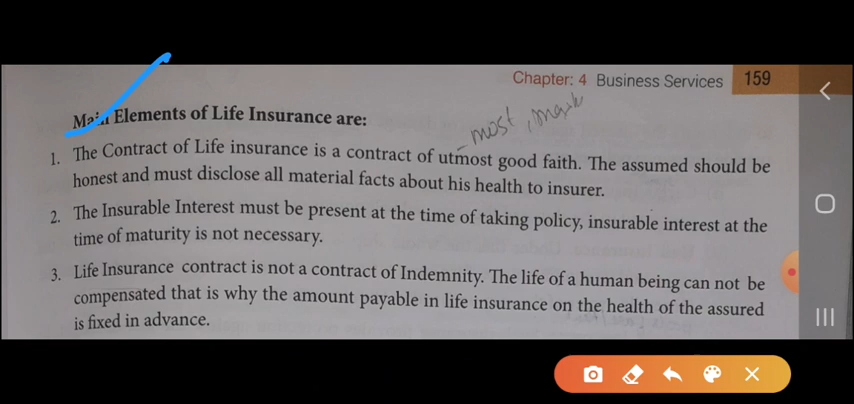 Chapter: 4 Business Services 159
Main Elements of Life Insurance are:
most,
1. The Contract of Life insurance is a contract of utmost good faith. The assumed should be
honest and must disclose all material facts about his health to insurer.
2. The Insurable Interest must be present at the time of taking policy, insurable interest at the
time of maturity is not necessary.
3. Life Insurance contract is not a contract of Indemnity. The life of a human being can not be
compensated that is why the amount payable in life insurance on the health of the assured
is fixed in advance.